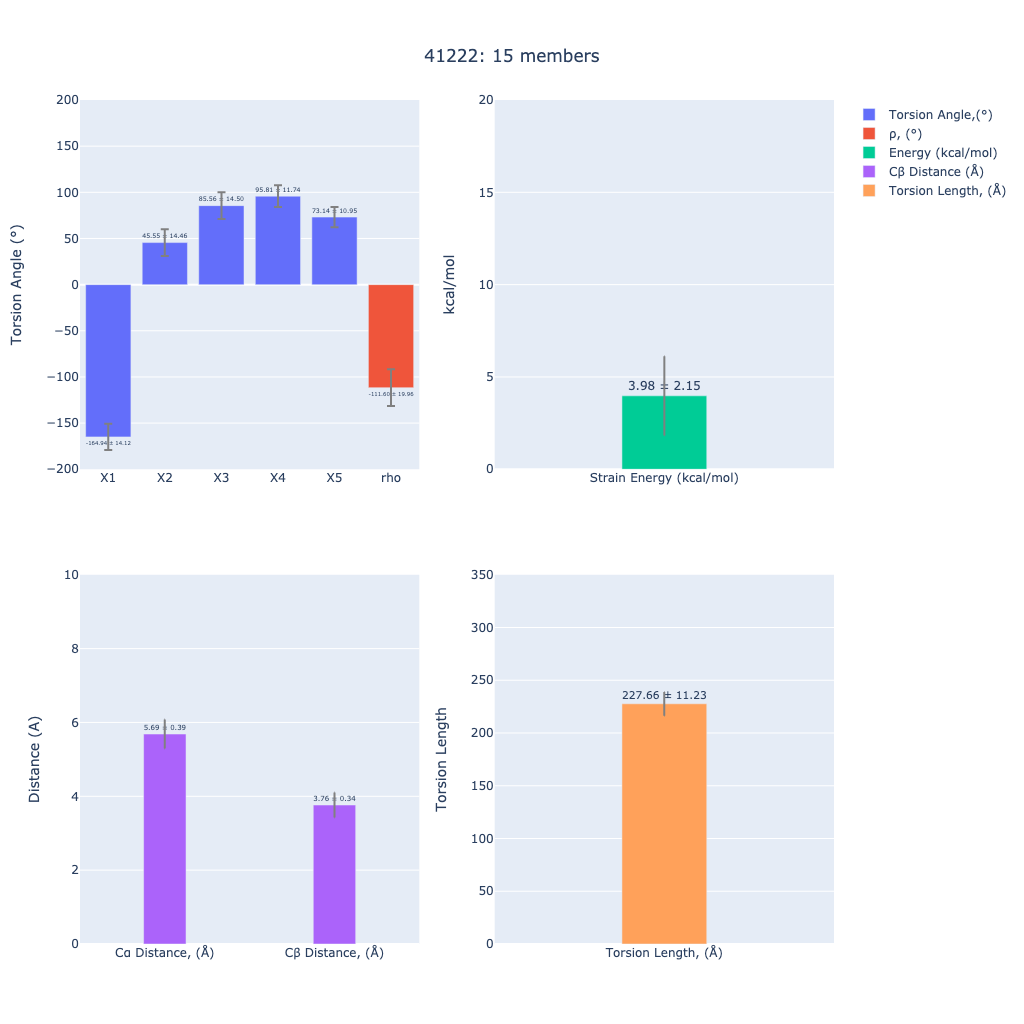 41222: 15 members
Torsion Angle (°)
200
150
100
50
0
−50
−100
−150
−200
-164.94 ± 14.12
45.55 ± 14.46
85.56 ± 14.50
95.81 ± 11.74
73.14 ± 10.95
-111.60 ± 19.96
X1 X2 X3 X4 X5 rho
kcal/mol
20
15
10
5
0
3.98 ± 2.15
Strain Energy (kcal/mol)
Torsion Angle,(°)
ρ, (°)
Energy (kcal/mol)
Cβ Distance (Å)
Torsion Length, (Å)
Distance (A)
10
8
6
4
2
0
5.69 ± 0.39
3.76 ± 0.34
Cα Distance, (Å) Cβ Distance, (Å)
Torsion Length
350
300
250
200
150
100
50
0
227.66 ± 11.23
Torsion Length, (Å)